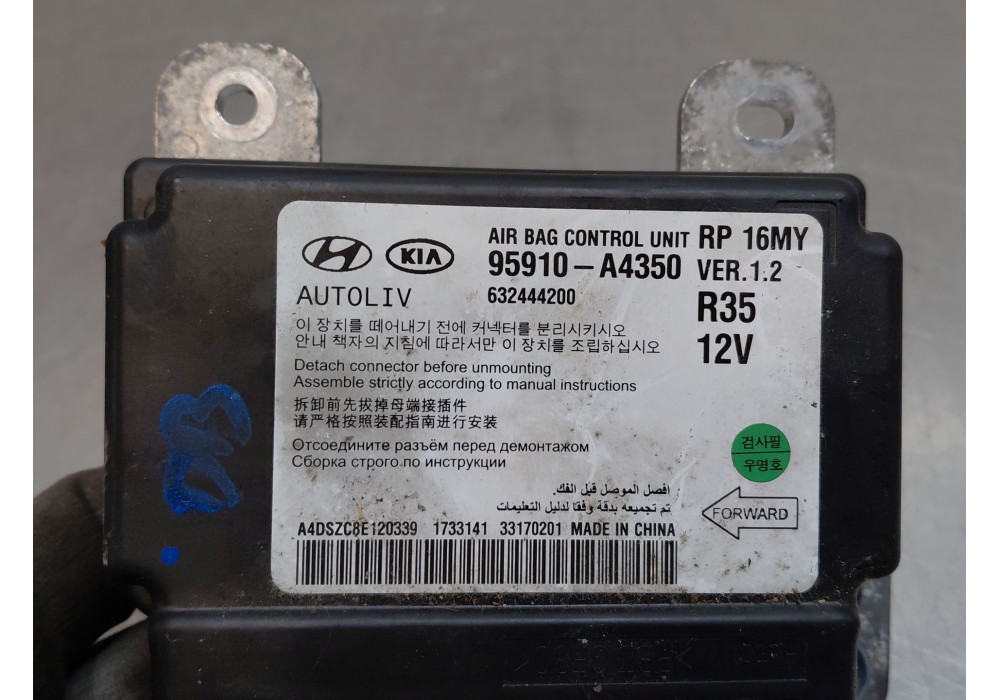 KIA
AIR BAG CONTROL UNIT RP 16MY
95910-A4350 VER.1.2
AUTOLIV 632444200 R35
12V
이 장치를 떼어내기 전에 커넥터를 분리시키시오
안내 책자의 지침에 따라서만 이 장치를 조립하십시오
Detach connector before unmounting
Assemble strictly according to manual instructions
拆卸前先拔掉母端接插件
请严格按照装配指南进行安装
Отсоедините разъём перед демонтажом
Сборка строго по инструкции
검사필
우명호
افصل الموصل قبل الفك.
تم تجميعه بدقة وفقا لدليل التعليمات
FORWARD
A4DSZC8E120339 1733141 33170201 MADE IN CHINA